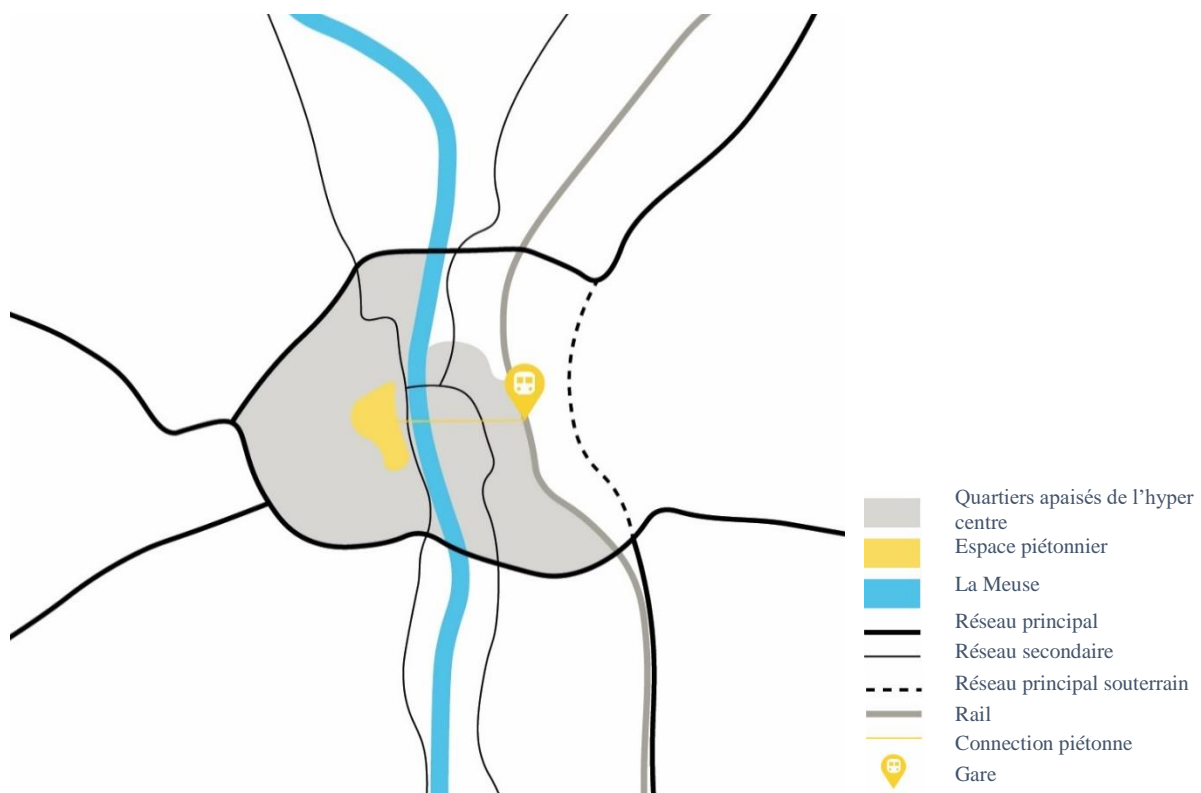 Quartiers apaisés de l’hyper
centre
Espace piétonnier
La Meuse
Réseau principal
Réseau secondaire
Réseau principal souterrain
Rail
Connection piétonne
Gare